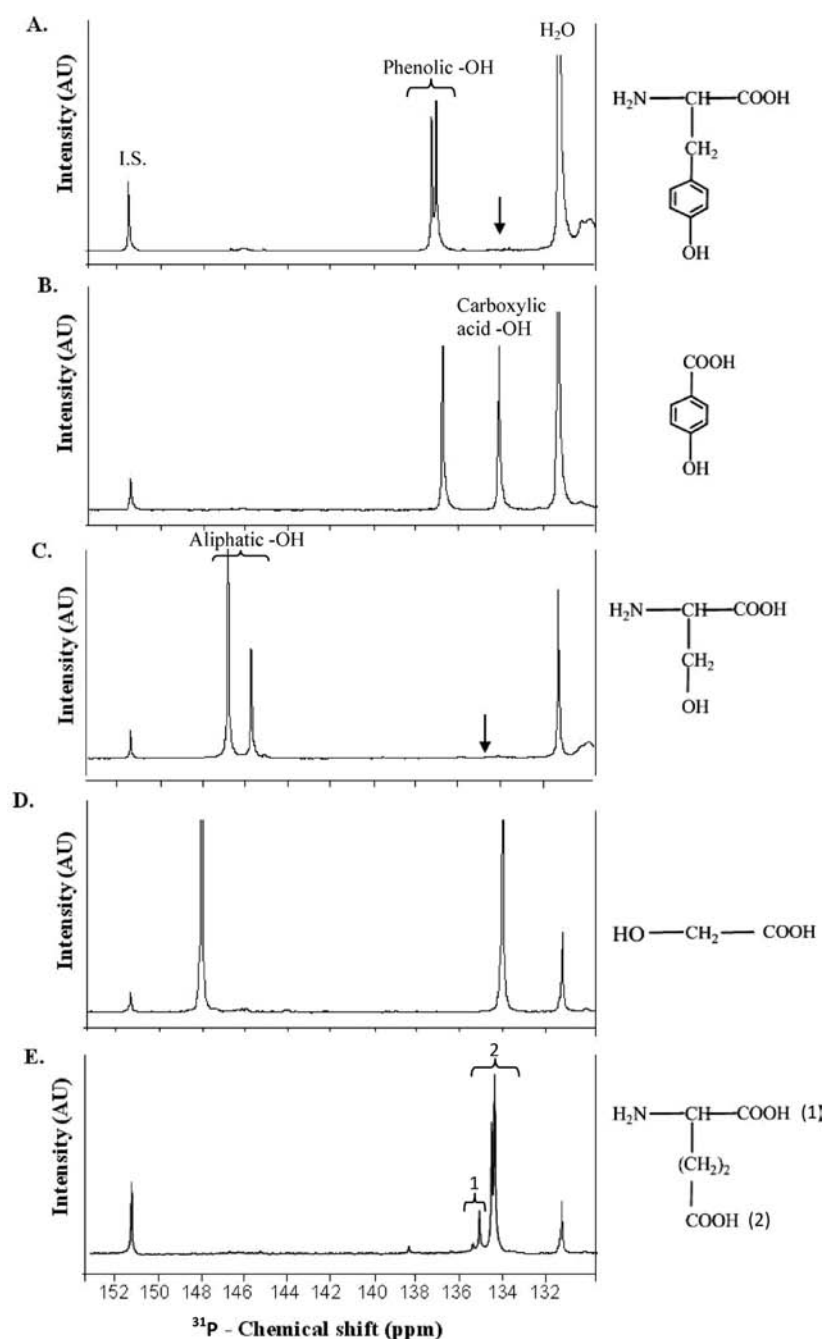 A.
Intensity (AU)
I.S.
Phenolic -OH
H₂O
H₂N CH COOH
CH₂
OH
B.
Intensity (AU)
Carboxylic
acid -OH
COOH
OH
C.
Intensity (AU)
Aliphatic -OH
H₂N CH COOH
CH₂
OH
D.
Intensity (AU)
HO CH₂ COOH
E.
Intensity (AU)
1
2
H₂N CH COOH (1)
(CH₂)₂
COOH (2)
152 150 148 146 144 142 140 138 136 134 132
³¹P - Chemical shift (ppm)